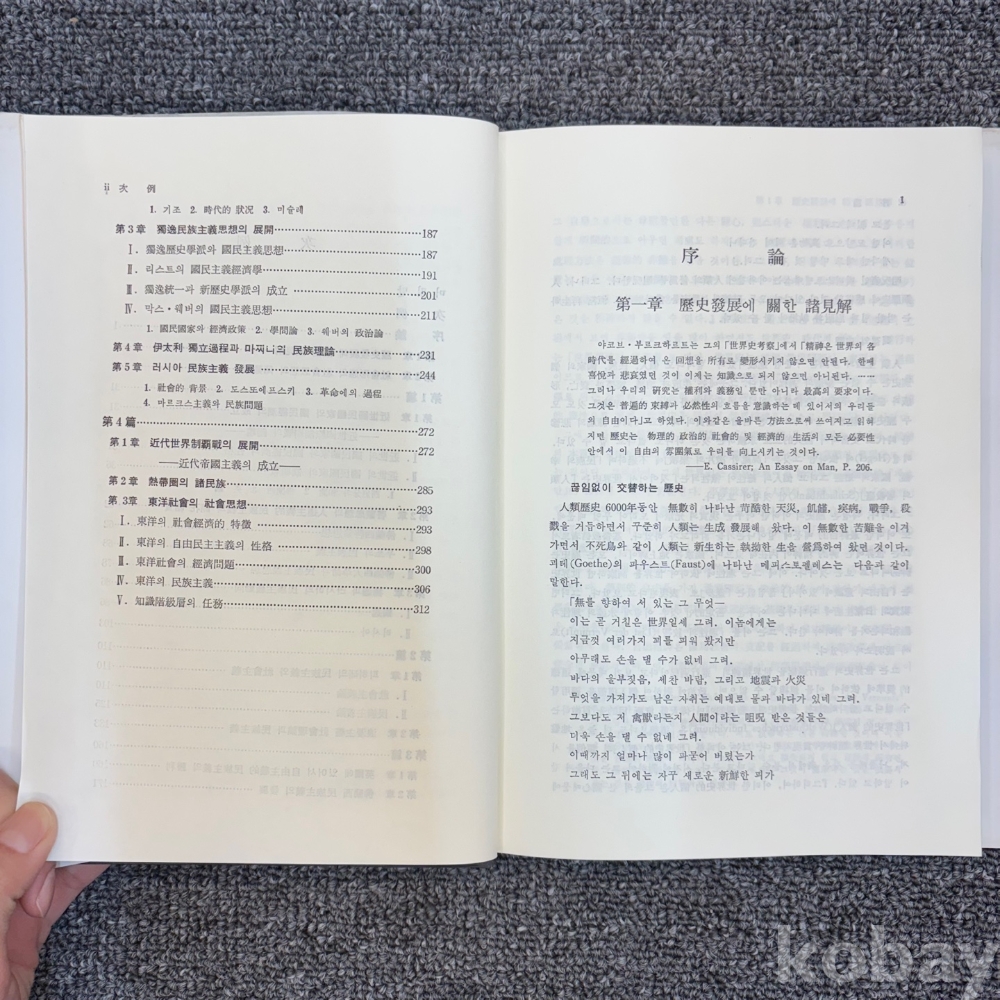 ii 次 例
1. 기조 2. 時代的 狀況 3. 미슐레
第3章 獨逸民族主義思想의 展開 187
Ⅰ. 獨逸歷史學派와 國民主義思想 187
Ⅱ. 리스트의 國民主義經濟學 191
Ⅲ. 獨逸統一과 新歷史學派의 成立 201
Ⅳ. 막스·웨버의 國民主義思想 211
1. 國民國家와 經濟政策 2. 學問論 3. 웨버의 政治論
第4章 伊太利 獨立過程과 마찌니의 民族理論 231
第5章 러시아 民族主義 發展 244
1. 社會的 背景 2. 도스또에프스키 3. 革命에의 過程
4. 마르크스主義와 民族問題
第4篇 272
第1章 近代世界制覇戰의 展開 272
──近代帝國主義의 成立──
第2章 熱帶圈의 諸民族 285
第3章 東洋社會의 社會思想 293
Ⅰ. 東洋의 社會經濟的 特徵 293
Ⅱ. 東洋의 自由民主主義의 性格 298
Ⅲ. 東洋社會의 經濟問題 300
Ⅳ. 東洋의 民族主義 306
Ⅴ. 知識階級層의 任務 312
1
序 論
第一章 歷史發展에 關한 諸見解
야코브·부르크하르트는 그의 「世界史考察」에서 「精神은 世界의 各
時代를 經過하여 온 回想을 所有로 變形시키지 않으면 안된다. 한때
喜悅과 悲哀였던 것이 이제는 知識으로 되지 않으면 아니된다. ……
그러나 우리의 硏究는 權利와 義務일 뿐만 아니라 最高의 要求이다.
그것은 普遍的 束縛과 必然性의 흐름을 意識하는 데 있어서의 우리들
의 自由이다」라고 하였다. 이와같은 올바른 方法으로써 쓰여지고 읽혀
지면 歷史는 物理的 政治的 社會的 및 經濟的 生活의 모든 必要性
안에서 이 自由의 雰圍氣로 우리를 向上시키는 것이다.
──E. Cassirer; An Essay on Man, P. 206.
끊임없이 交替하는 歷史
人類歷史 6000年동안 無數히 나타난 苛酷한 天災, 飢饉, 疾病, 戰爭, 殺
戮을 거듭하면서 꾸준히 人類는 生成 發展해 왔다. 이 無數한 苦難을 이겨
가면서 不死鳥와 같이 人類는 新生하는 執拗한 生을 營爲하여 왔던 것이다.
괴테(Goethe)의 파우스트(Faust)에 나타난 메피스토펠레스는 다음과 같이
말한다.
「無를 향하여 서 있는 그 무엇―
이는 곧 거칠은 世界일세 그려. 이놈에게는
지금껏 여러가지 꾀를 피워 봤지만
아무래도 손을 댈 수가 없네 그려.
바다의 울부짖음, 세찬 바람, 그리고 地震과 火災
무엇을 가져가도 남은 자취는 예대로 물과 바다가 있네 그려.
그보다도 저 禽獸라든지 人間이라는 咀呪 받은 것들은
더욱 손을 댈 수 없네 그려.
이때까지 얼마나 많이 파묻어 버렸는가
그래도 그 뒤에는 자꾸 새로운 新鮮한 피가
kobay